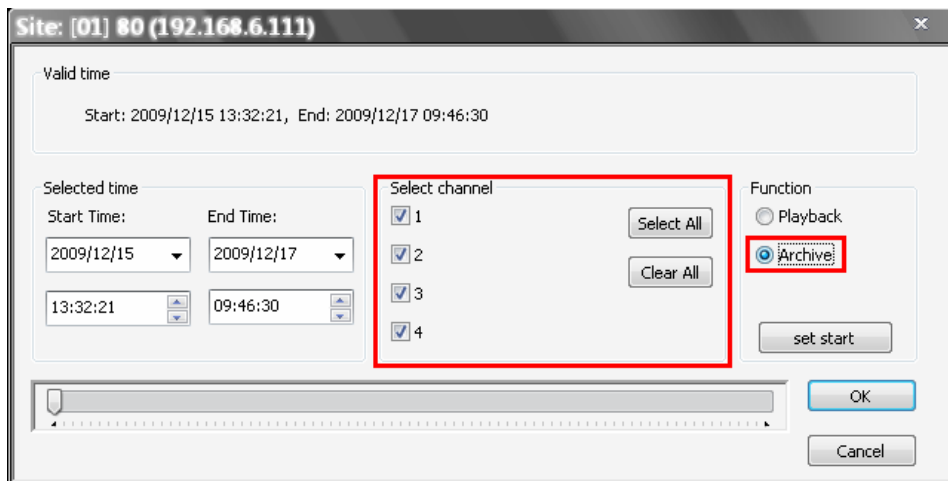 Site: [01] 80 (192.168.6.111)
Valid time
Start: 2009/12/15 13:32:21, End: 2009/12/17 09:46:30
Selected time
Start Time:
End Time:
2009/12/15
2009/12/17
13:32:21
09:46:30
Select channel
1
2
3
4
Select All
Clear All
Function
Playback
Archive
set start
OK
Cancel